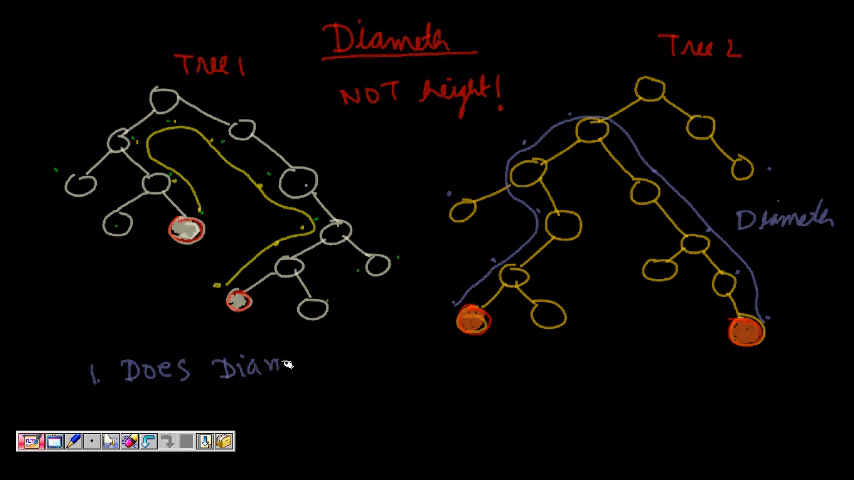 Diameter
Tree 1
Tree 2
NOT height!
Diameter
1. Does Diam